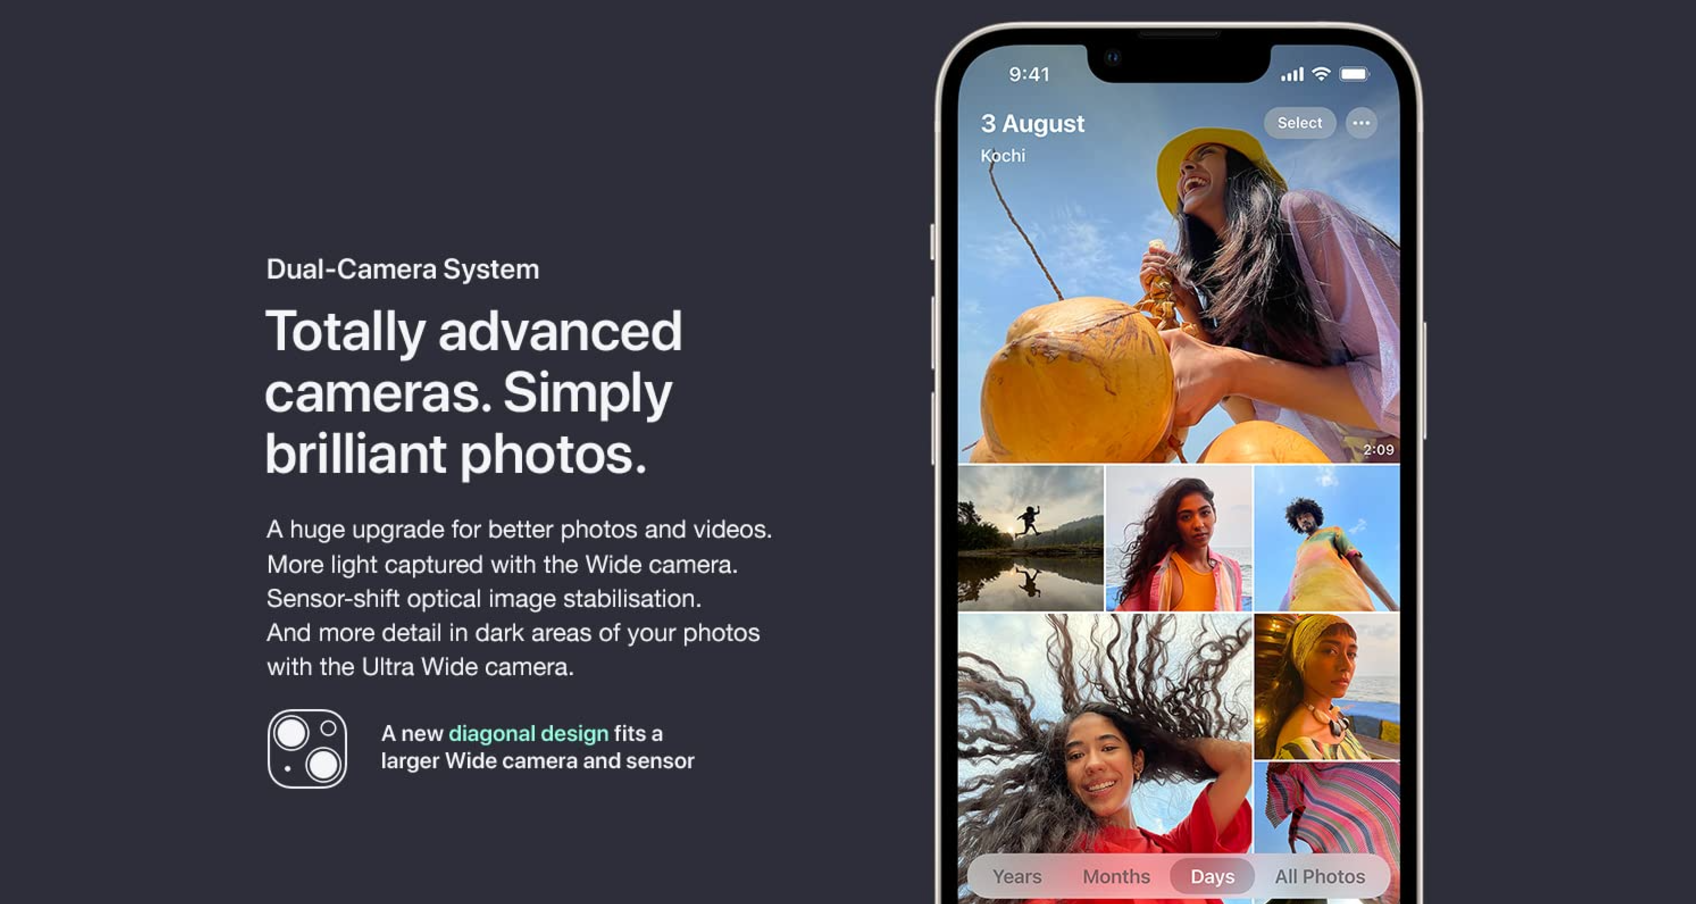 Dual-Camera System
Totally advanced
cameras. Simply
brilliant photos.
A huge upgrade for better photos and videos.
More light captured with the Wide camera.
Sensor-shift optical image stabilisation.
And more detail in dark areas of your photos
with the Ultra Wide camera.
A new diagonal design fits a
larger Wide camera and sensor
9:41
3 August
Select
Kochi
2:09
Years Months Days All Photos